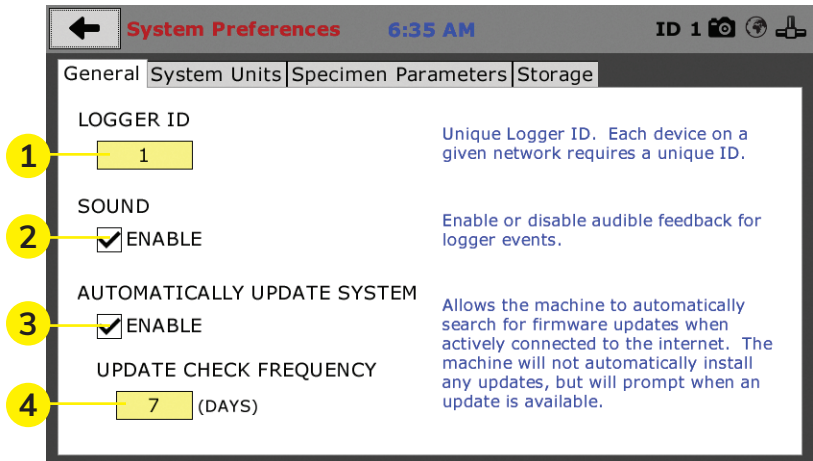 System Preferences 6:35 AM ID 1
General System Units Specimen Parameters Storage
LOGGER ID
1
1
Unique Logger ID. Each device on a
given network requires a unique ID.
SOUND
2
ENABLE
Enable or disable audible feedback for
logger events.
AUTOMATICALLY UPDATE SYSTEM
3
ENABLE
Allows the machine to automatically
search for firmware updates when
actively connected to the internet. The
machine will not automatically install
any updates, but will prompt when an
update is available.
UPDATE CHECK FREQUENCY
4
7 (DAYS)